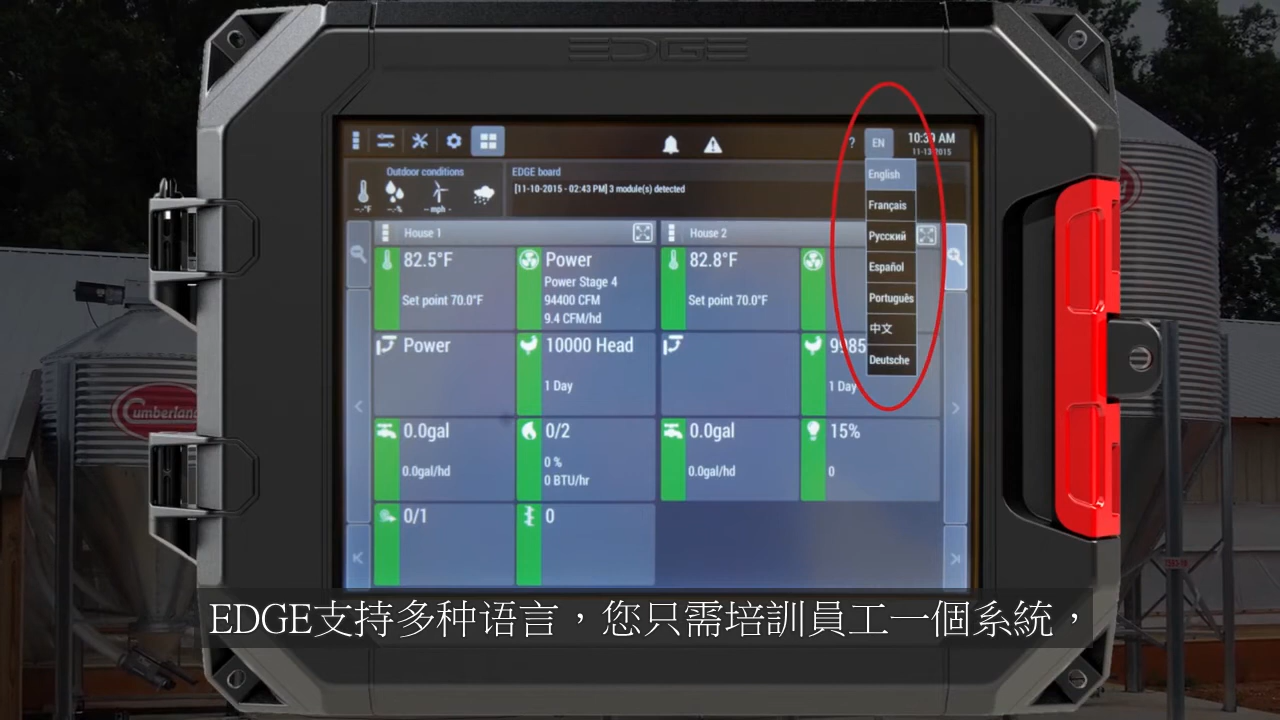 EDGE
?
EN
10:39 AM
11-13-2015
English
Français
Русский
Español
Português
中文
Deutsche
Outdoor conditions
--.-°F
--.-%
-- mph -
EDGE board
[11-10-2015 - 02:43 PM] 3 module(s) detected
House 1
82.5°F
Set point 70.0°F
Power
Power Stage 4
94400 CFM
9.4 CFM/hd
Power
10000 Head
1 Day
0.0gal
0.0gal/hd
0/2
0 %
0 BTU/hr
0/1
0
House 2
82.8°F
Set point 70.0°F
9985
1 Day
0.0gal
0.0gal/hd
15%
0
Cumberland
EDGE支持多种语言，您只需培訓員工一個系統，